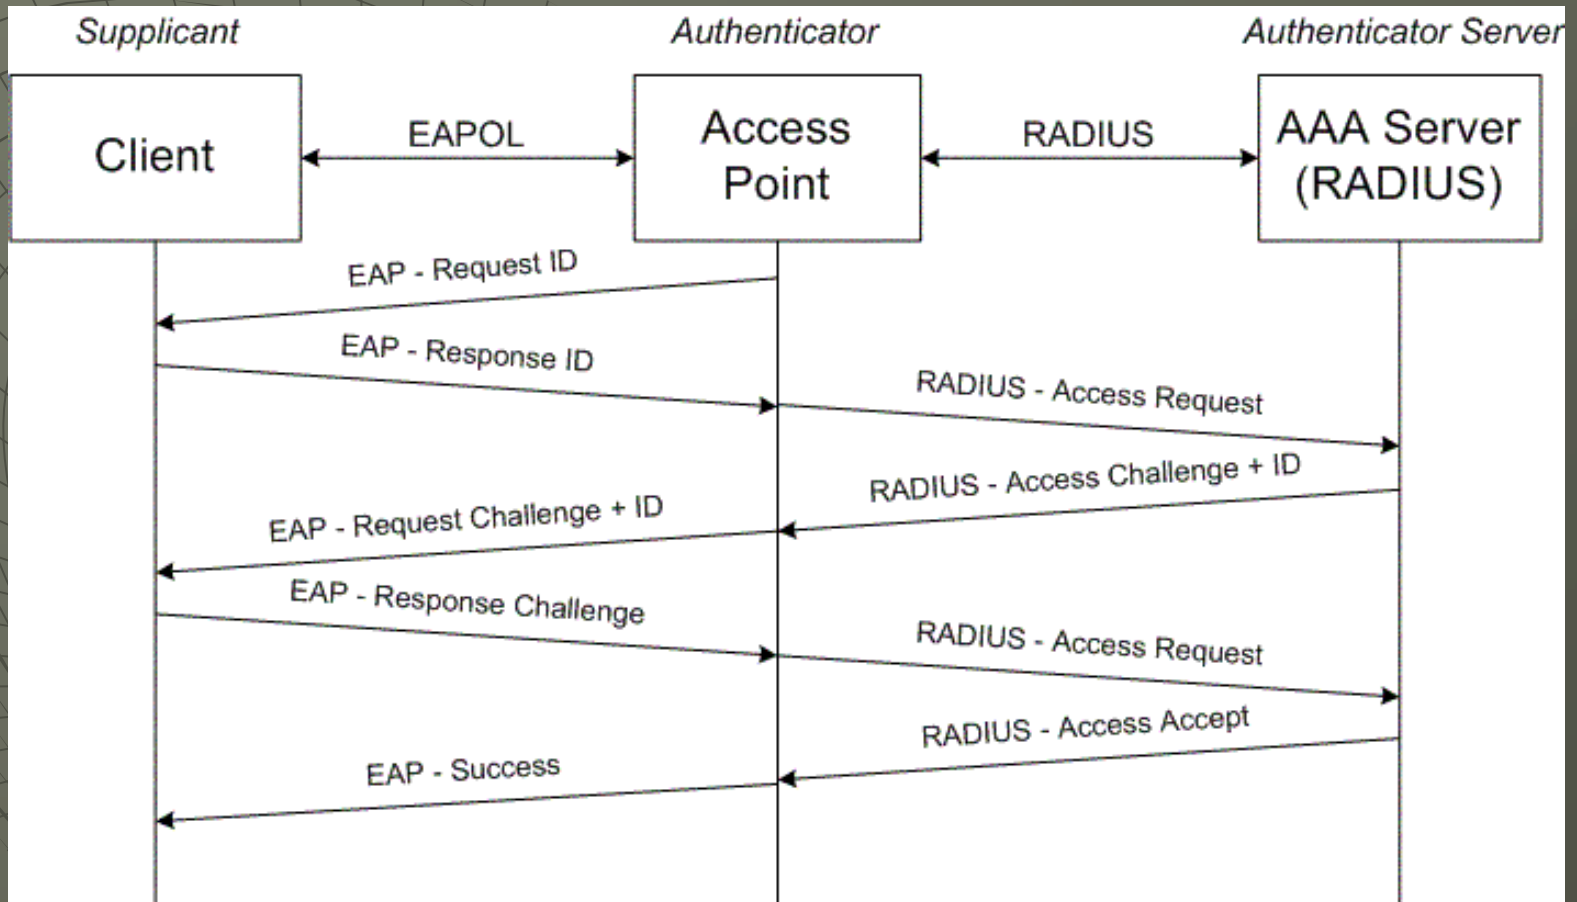 Supplicant
Authenticator
Authenticator Server
Client
EAPOL
Access
Point
RADIUS
AAA Server
(RADIUS)
EAP - Request ID
EAP - Response ID
RADIUS - Access Request
RADIUS - Access Challenge + ID
EAP - Request Challenge + ID
EAP - Response Challenge
RADIUS - Access Request
RADIUS - Access Accept
EAP - Success